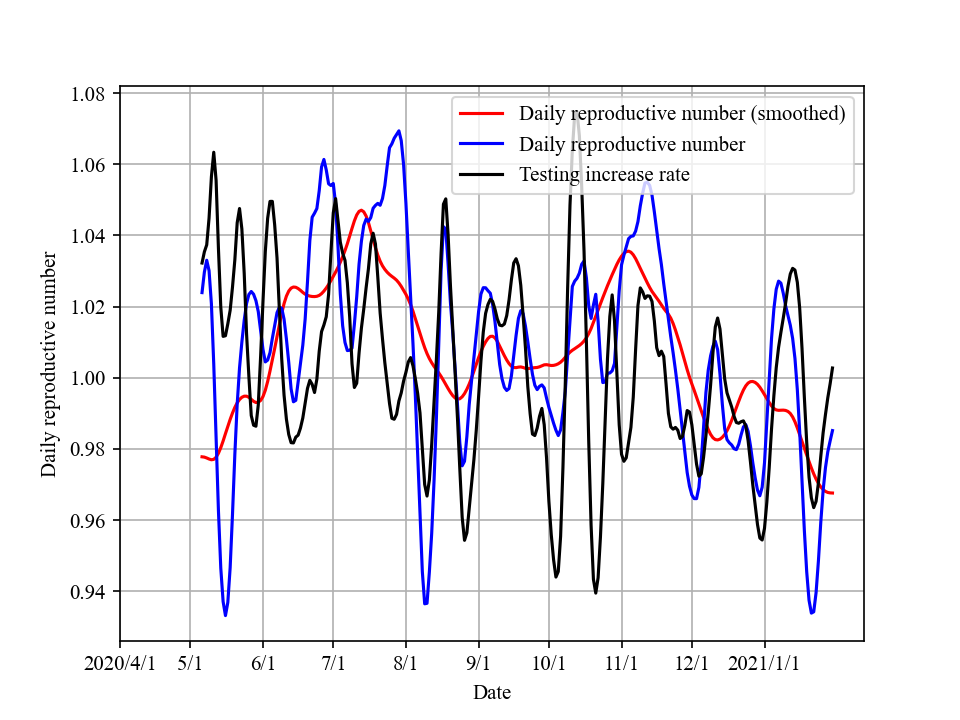 1.08
1.06
1.04
1.02
1.00
0.98
0.96
0.94
Daily reproductive number
Daily reproductive number (smoothed)
Daily reproductive number
Testing increase rate
2020/4/1 5/1 6/1 7/1 8/1 9/1 10/1 11/1 12/1 2021/1/1
Date